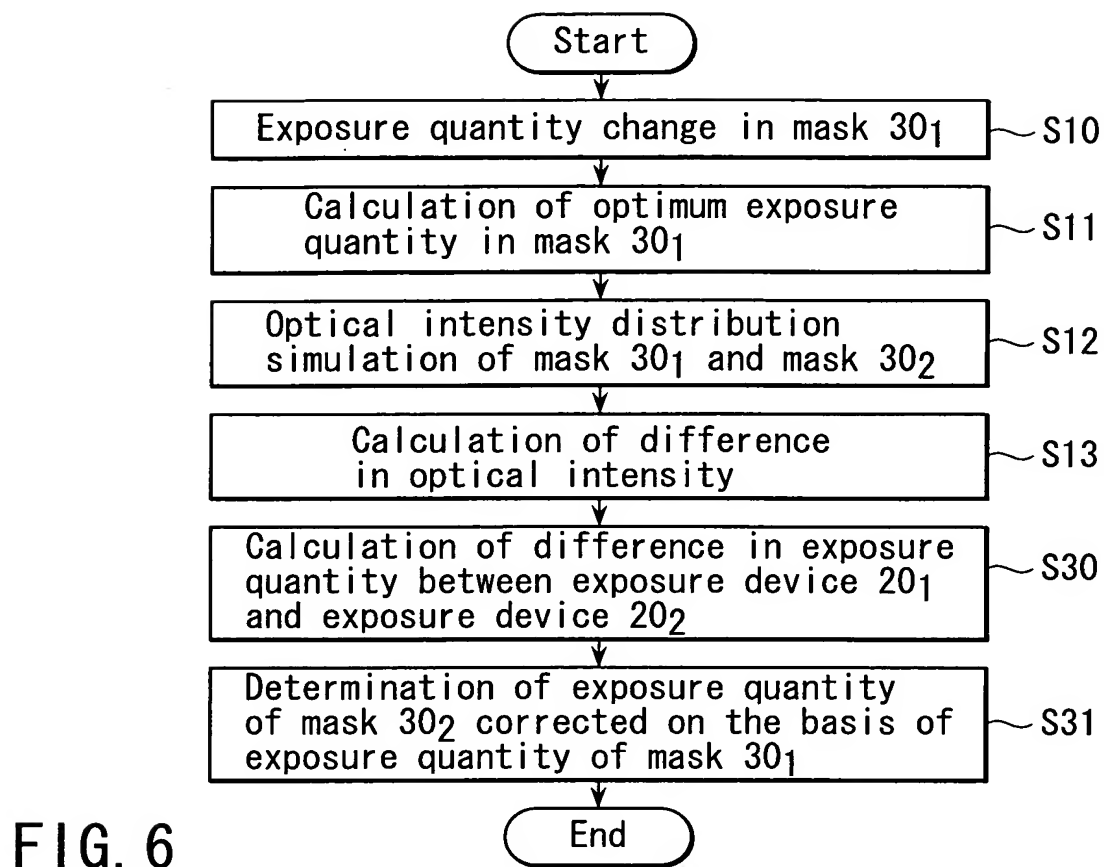 Start
Exposure quantity change in mask 30₁
S10
Calculation of optimum exposure
quantity in mask 30₁
S11
Optical intensity distribution
simulation of mask 30₁ and mask 30₂
S12
Calculation of difference
in optical intensity
S13
Calculation of difference in exposure
quantity between exposure device 20₁
and exposure device 20₂
S30
Determination of exposure quantity
of mask 30₂ corrected on the basis of
exposure quantity of mask 30₁
S31
End
FIG. 6